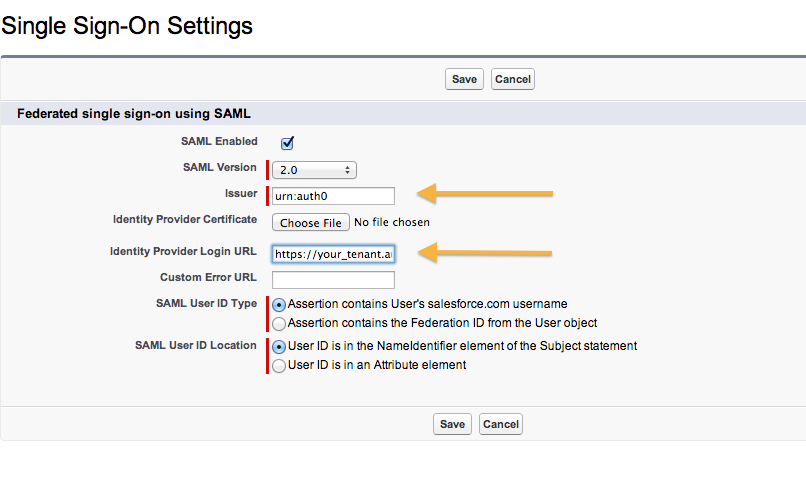 Single Sign-On Settings
Save Cancel
Federated single sign-on using SAML
SAML Enabled
SAML Version 2.0
Issuer urn:auth0
Identity Provider Certificate Choose File No file chosen
Identity Provider Login URL https://your_tenant.a
Custom Error URL
SAML User ID Type Assertion contains User's salesforce.com username
Assertion contains the Federation ID from the User object
SAML User ID Location User ID is in the NameIdentifier element of the Subject statement
User ID is in an Attribute element
Save Cancel